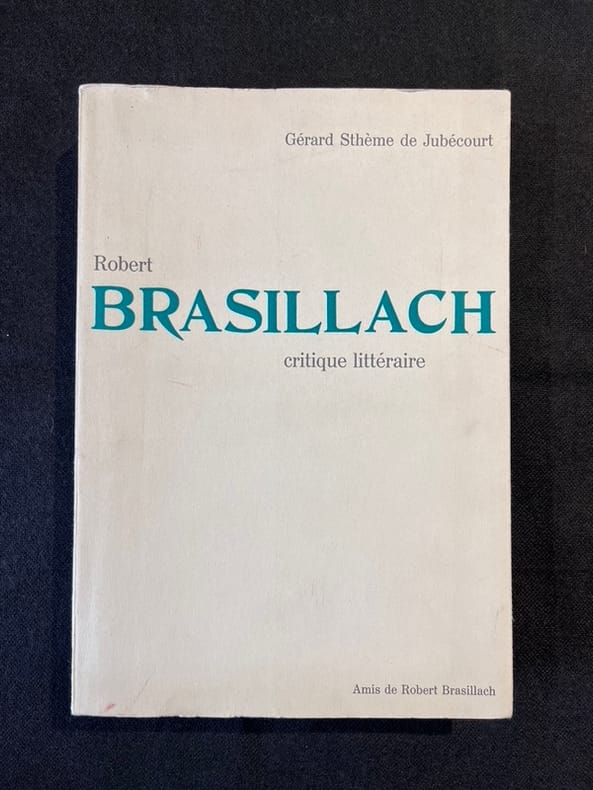 Gérard Sthème de Jubécourt
Robert
BRASILLACH
critique littéraire
Amis de Robert Brasillach